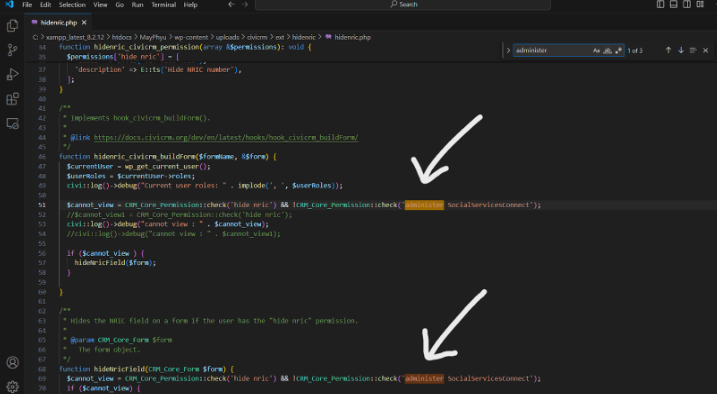 File Edit Selection View Go Run Terminal Help
Search
hidenric.php
C: > xampp_latest_8.2.12 > htdocs > MayPhyu > wp-content > uploads > civicrm > ext > hidenric > hidenric.php
administer
Aa
1 of 3
34 function hidenric_civicrm_permission(array &$permissions): void {
35 $permissions['hide nric'] = [
37 'description' => E::ts('Hide NRIC number'),
38 ];
39 }
40
41 /**
42 * Implements hook_civicrm_buildForm().
43 *
44 * @link https://docs.civicrm.org/dev/en/latest/hooks/hook_civicrm_buildForm/
45 */
46 function hidenric_civicrm_buildForm($formName, &$form) {
47 $currentUser = wp_get_current_user();
48 $userRoles = $currentUser->roles;
49 civi::log()->debug("Current user roles: " . implode(', ', $userRoles));
50
51 $cannot_view = CRM_Core_Permission::check('hide nric') && !CRM_Core_Permission::check('administer SocialServicesConnect');
52 //$cannot_view1 = CRM_Core_Permission::check('hide nric');
53 civi::log()->debug("cannot view : " . $cannot_view);
54 //civi::log()->debug("cannot view : " . $cannot_view1);
55
56 if ($cannot_view ) {
57 hideNricField($form);
58 }
59
60 }
61
62 /**
63 * Hides the NRIC field on a form if the user has the "hide nric" permission.
64 *
65 * @param CRM_Core_Form $form
66 * The form object.
67 */
68 function hideNricField(CRM_Core_Form $form) {
69 $cannot_view = CRM_Core_Permission::check('hide nric') && !CRM_Core_Permission::check('administer SocialServicesConnect');
70 if ($cannot_view) {